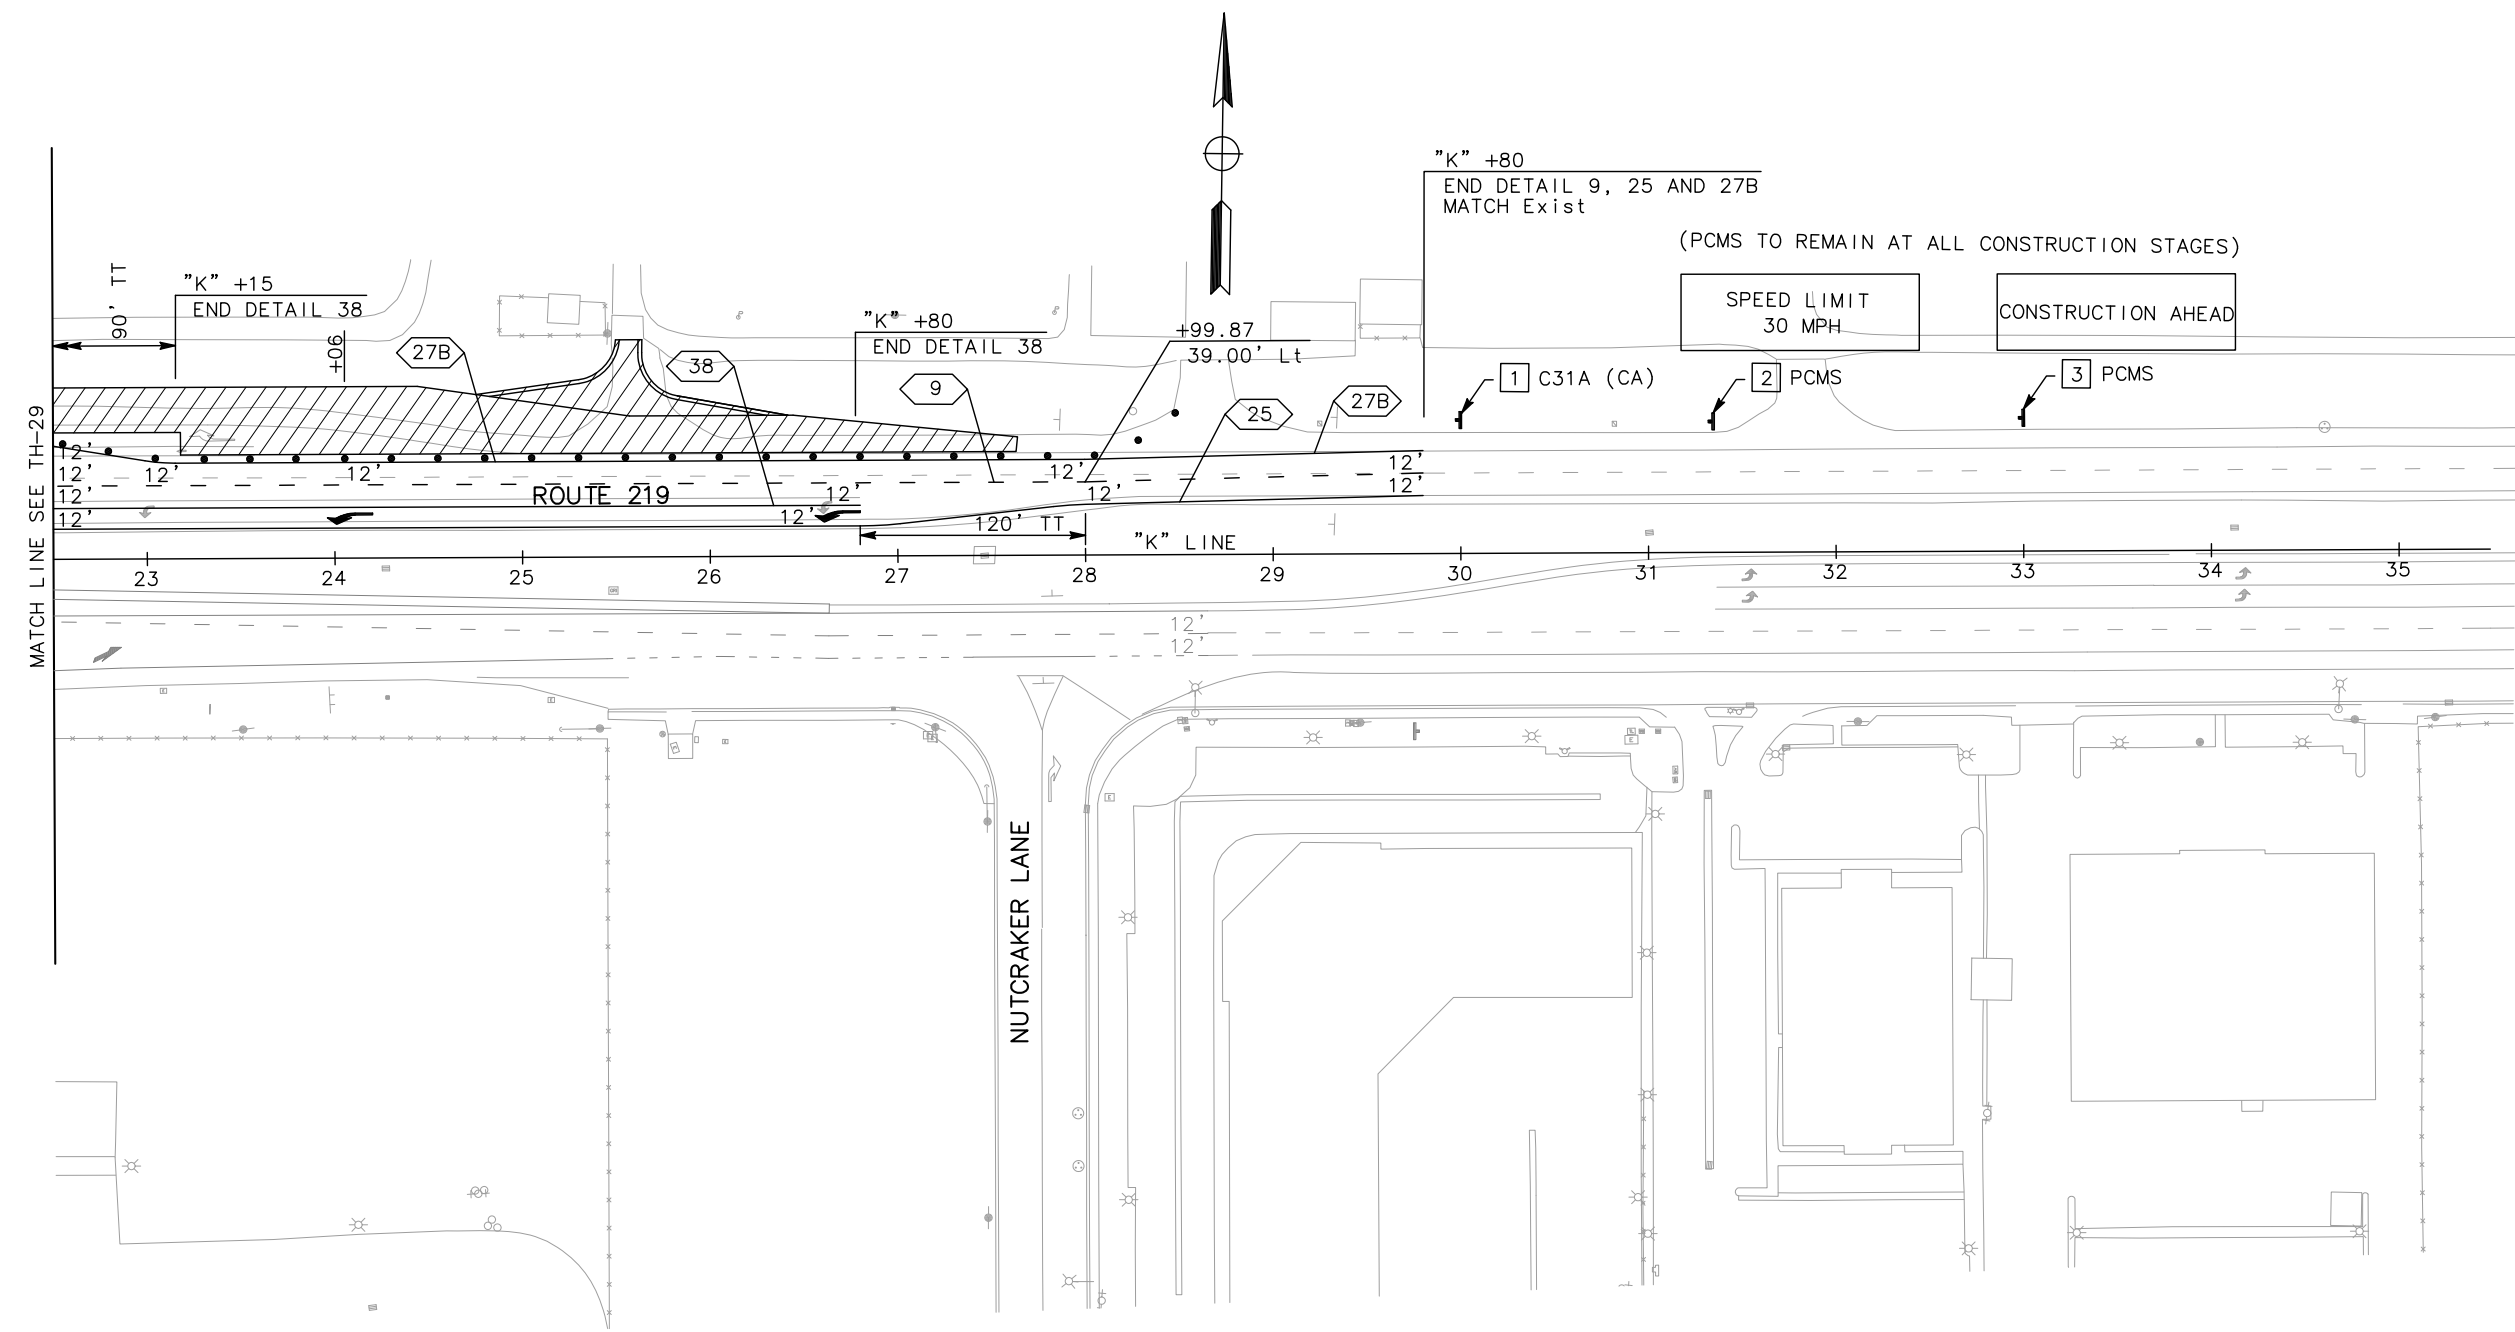 "K" +80
END DETAIL 9, 25 AND 27B
MATCH Exist
(PCMS TO REMAIN AT ALL CONSTRUCTION STAGES)
SPEED LIMIT
30 MPH
CONSTRUCTION AHEAD
90' TT
"K" +15
END DETAIL 38
+06
27B
"K" +80
END DETAIL 38
38
9
+99.87
39.00' Lt
25
27B
1 C31A (CA)
2 PCMS
3 PCMS
12'
12'
12'
12'
12'
12'
12'
12'
12'
12'
12'
12'
ROUTE 219
120' TT
"K" LINE
23
24
25
26
27
28
29
30
31
32
33
34
35
MATCH LINE SEE TH-29
12'
12'
NUTCRAKER LANE